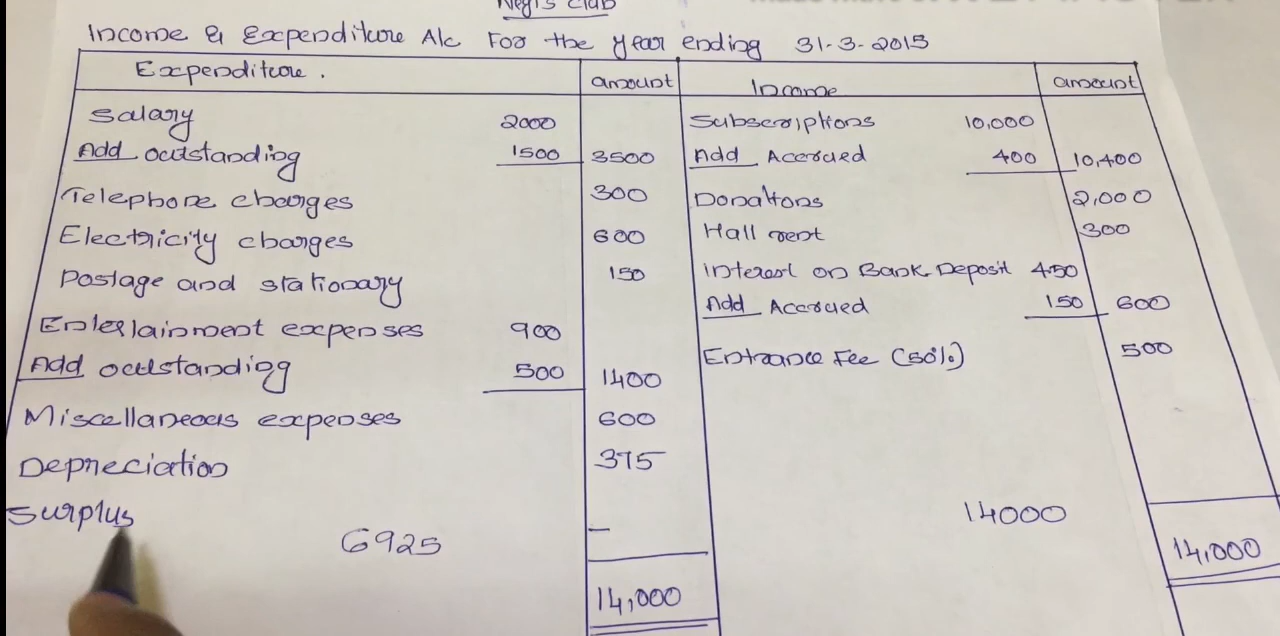 Negi's Club
Income & Expenditure A/c For the Year ending 31-3-2015
Expenditure. amount Income amount
Salary 2000 Subscriptions 10,000
Add outstanding 1500 3500 Add Accrued 400 10,400
Telephone charges 300 Donations 2,000
Electricity charges 600 Hall rent 300
Postage and stationary 150 Interest on Bank Deposit 450
Add Accrued 150 600
Entertainment expenses 900
Add outstanding 500 1400 Entrance Fee (50%) 500
Miscellaneous expenses 600
Depreciation 375
Surplus – 14000
6925 14,000
14,000